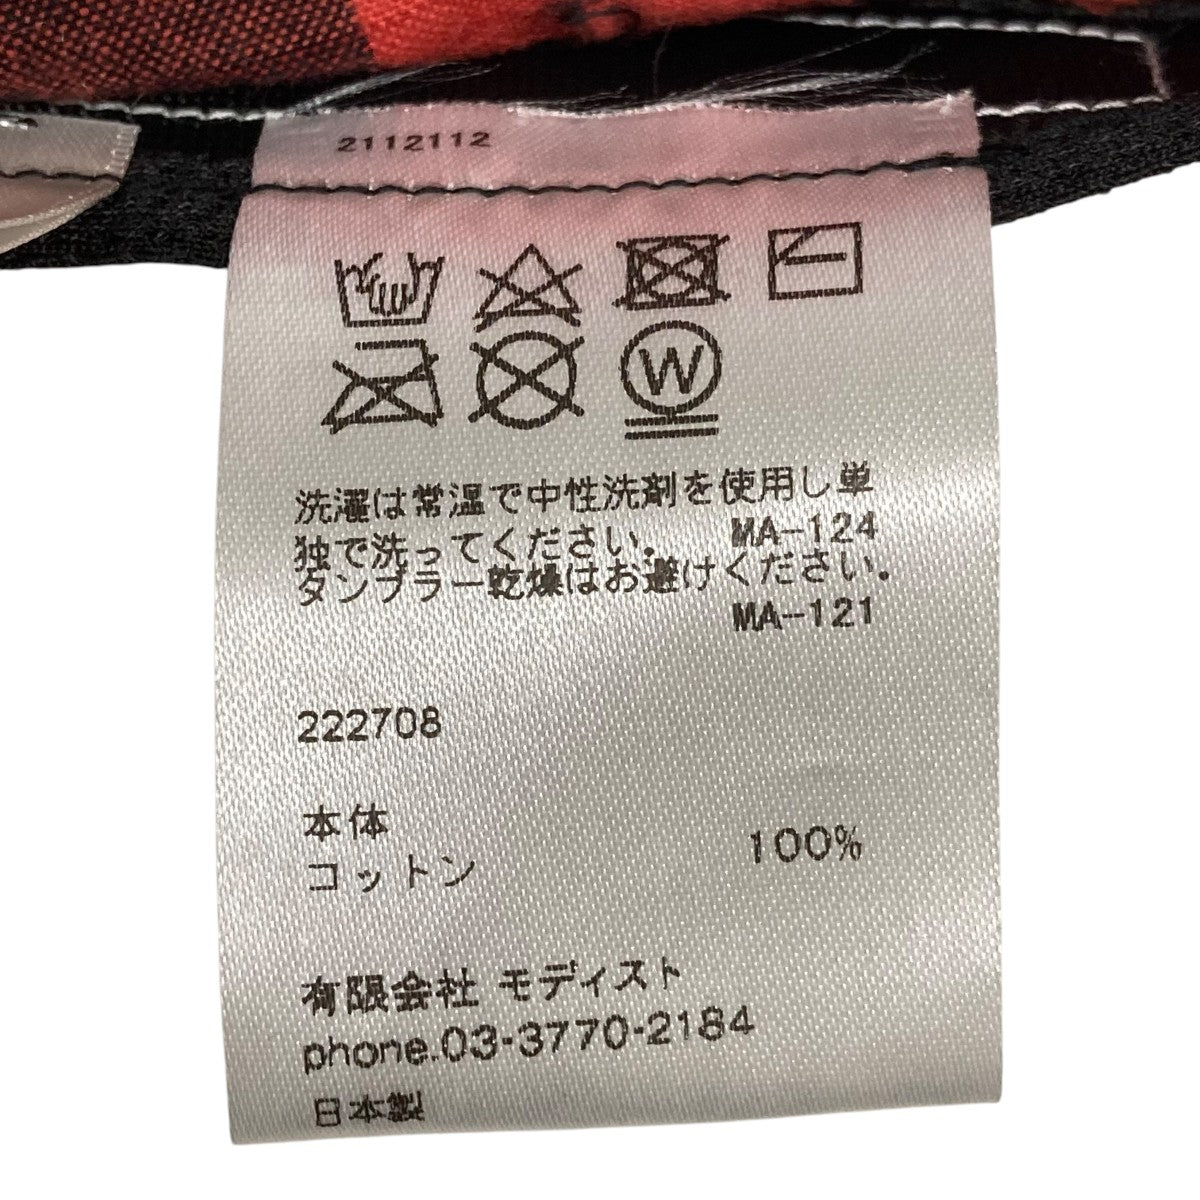 2112112
W
洗濯は常温で中性洗剤を使用し単
独で洗ってください. MA-124
タンブラー乾燥はお避けください.
MA-121
222708
本体
コットン 100%
有限会社 モディスト
phone.03-3770-2184
日本製